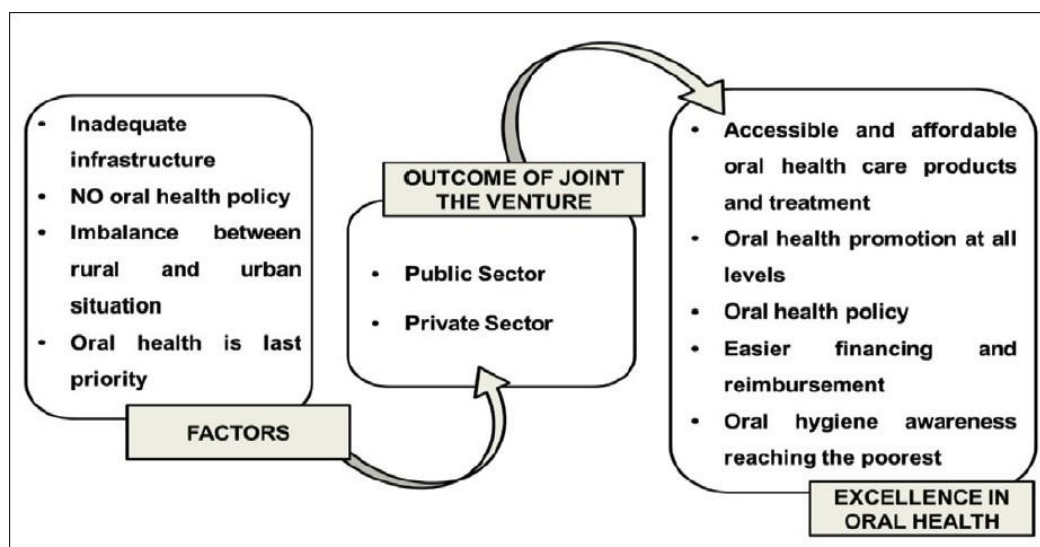 • Inadequate
infrastructure
• NO oral health policy
• Imbalance between
rural and urban
situation
• Oral health is last
priority
FACTORS
OUTCOME OF JOINT
THE VENTURE
• Public Sector
• Private Sector
• Accessible and affordable
oral health care products
and treatment
• Oral health promotion at all
levels
• Oral health policy
• Easier financing and
reimbursement
• Oral hygiene awareness
reaching the poorest
EXCELLENCE IN
ORAL HEALTH